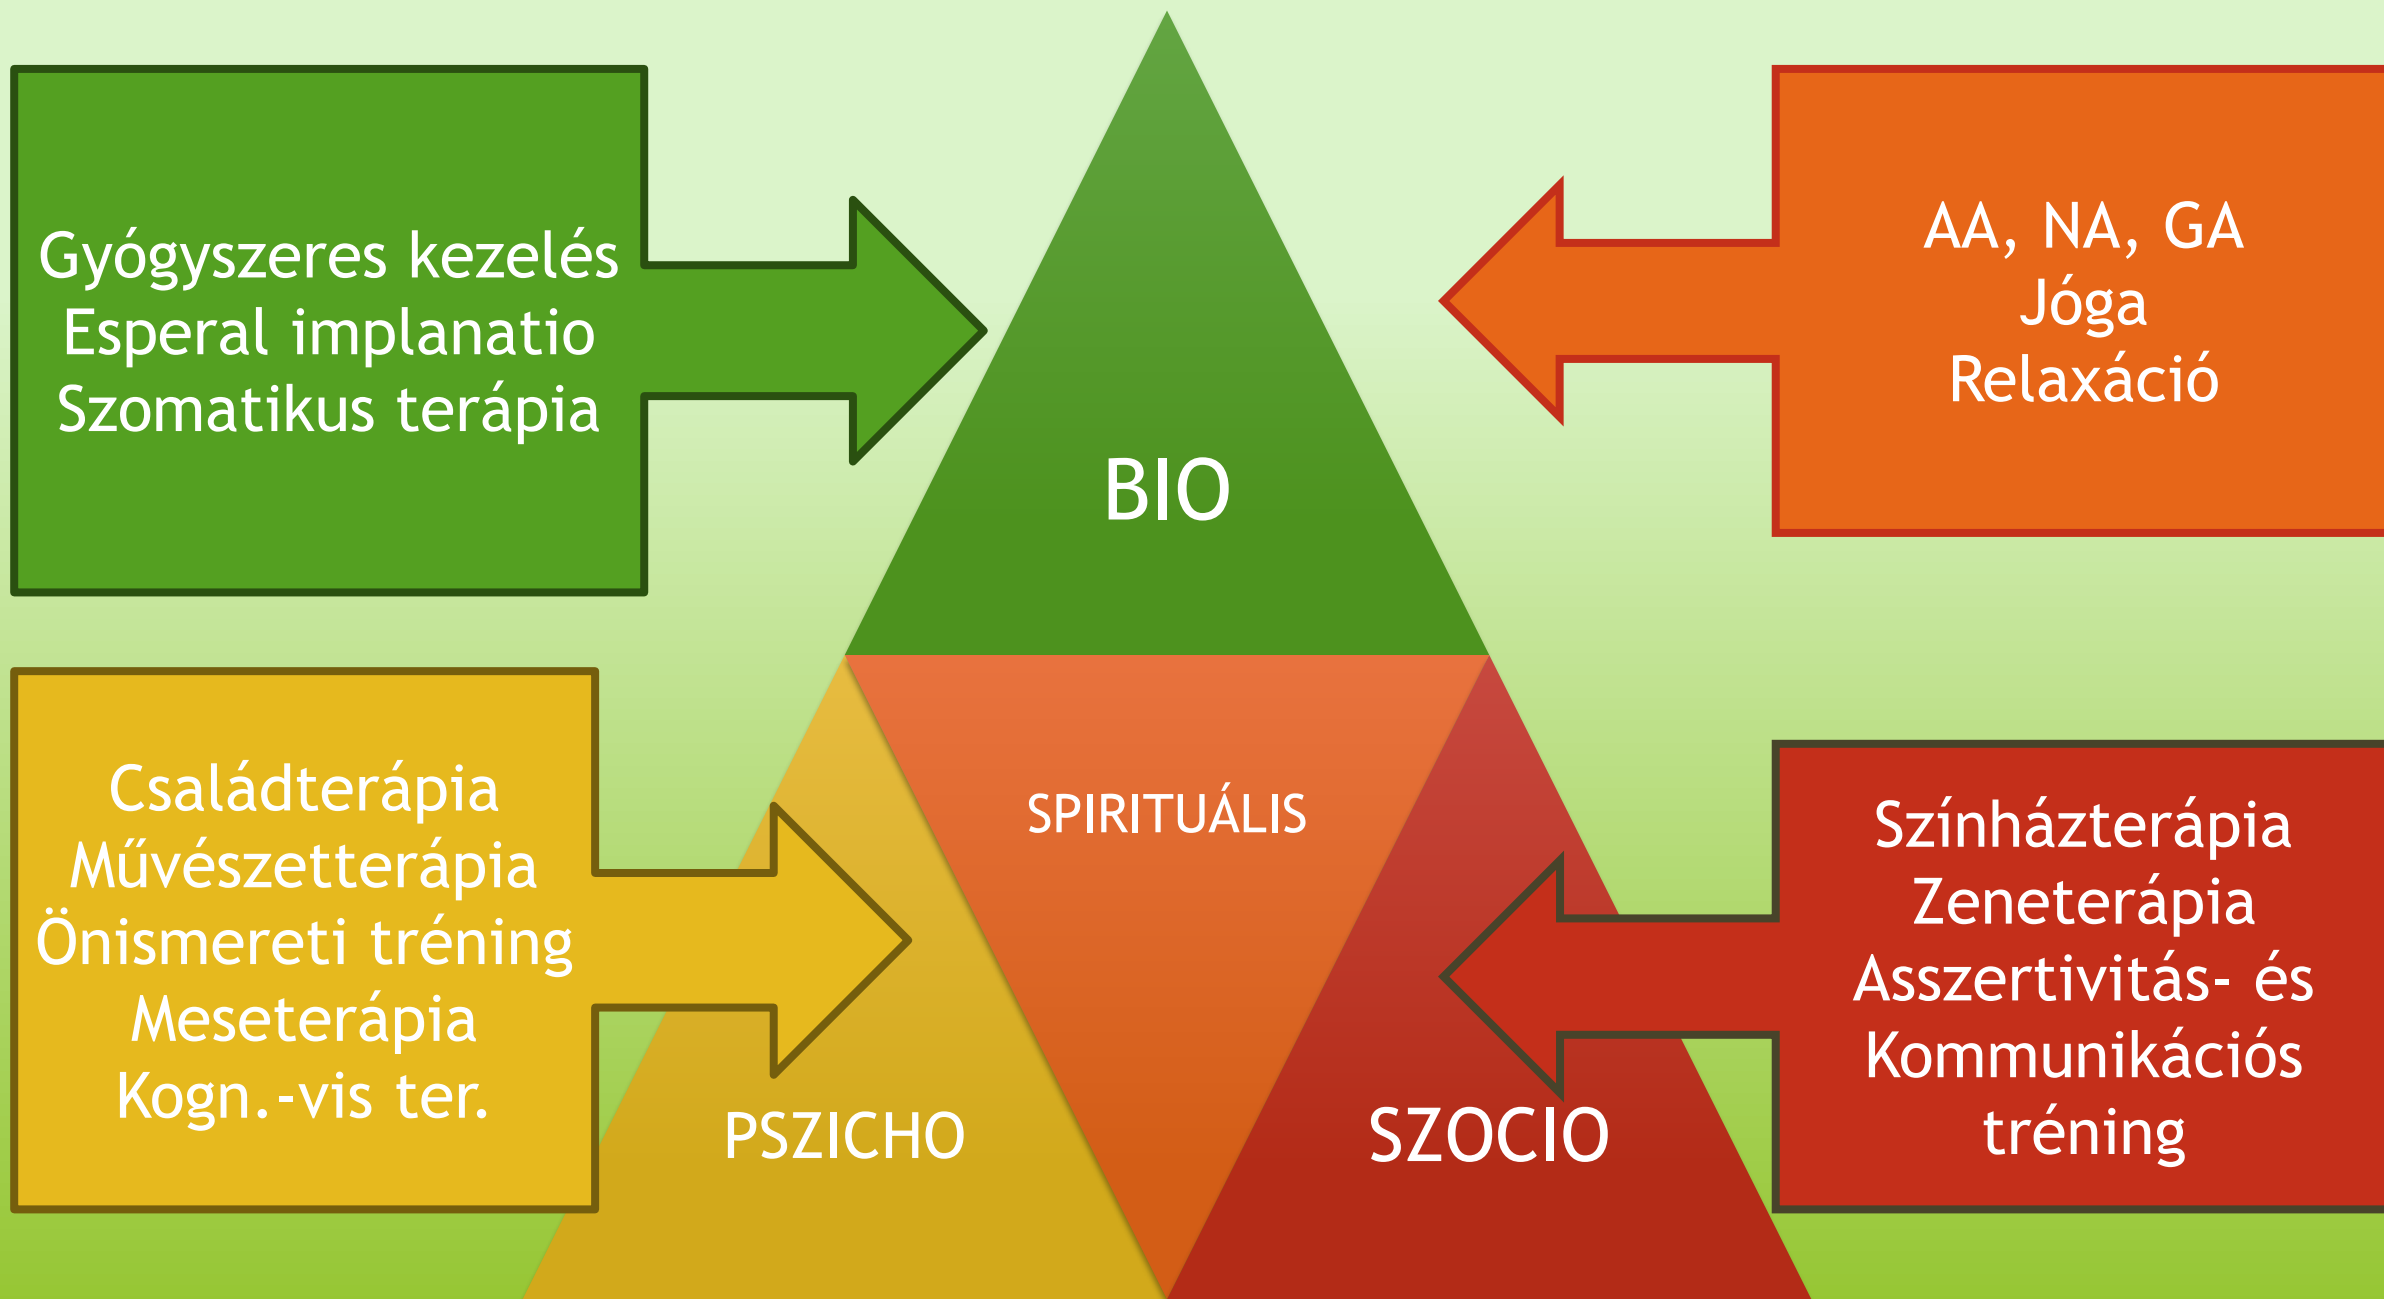 Gyógyszeres kezelés
Esperal implanatio
Szomatikus terápia
AA, NA, GA
Jóga
Relaxáció
BIO
SPIRITUÁLIS
Családterápia
Művészetterápia
Önismereti tréning
Meseterápia
Kogn.-vis ter.
PSZICHO
SZOCIO
Színházterápia
Zeneterápia
Asszertivitás- és
Kommunikációs
tréning